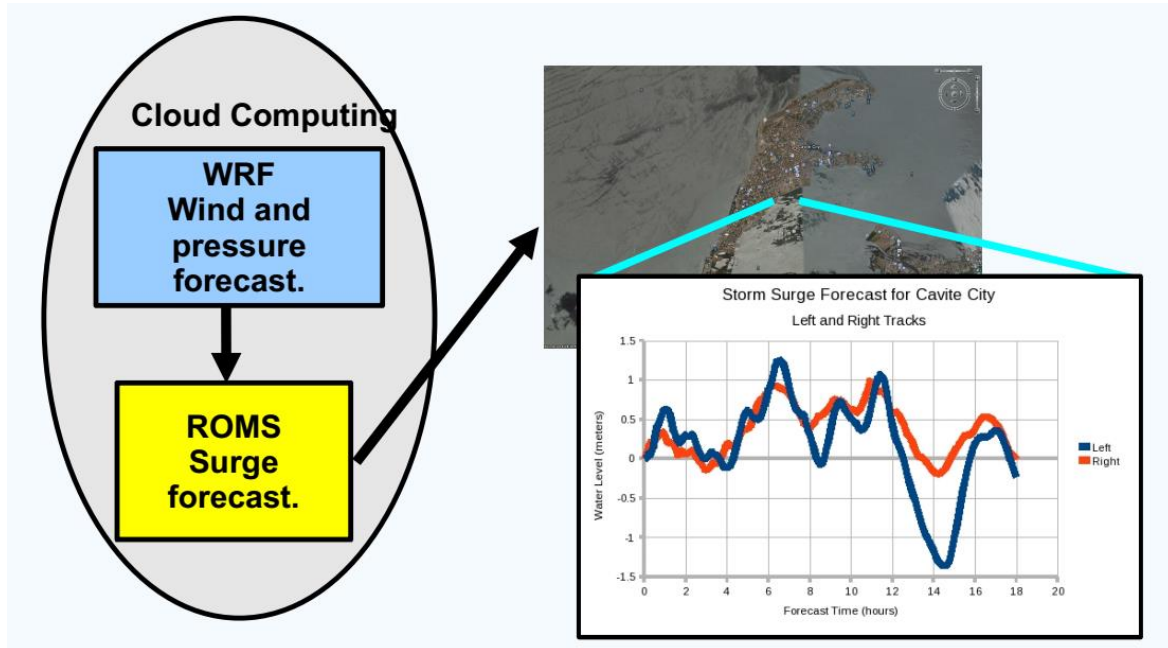 Cloud Computing
WRF
Wind and
pressure
forecast.
ROMS
Surge
forecast.
Storm Surge Forecast for Cavite City
Left and Right Tracks
Water Level (meters)
1.5
1
0.5
0
-0.5
-1
-1.5
0 2 4 6 8 10 12 14 16 18 20
Forecast Time (hours)
Left
Right